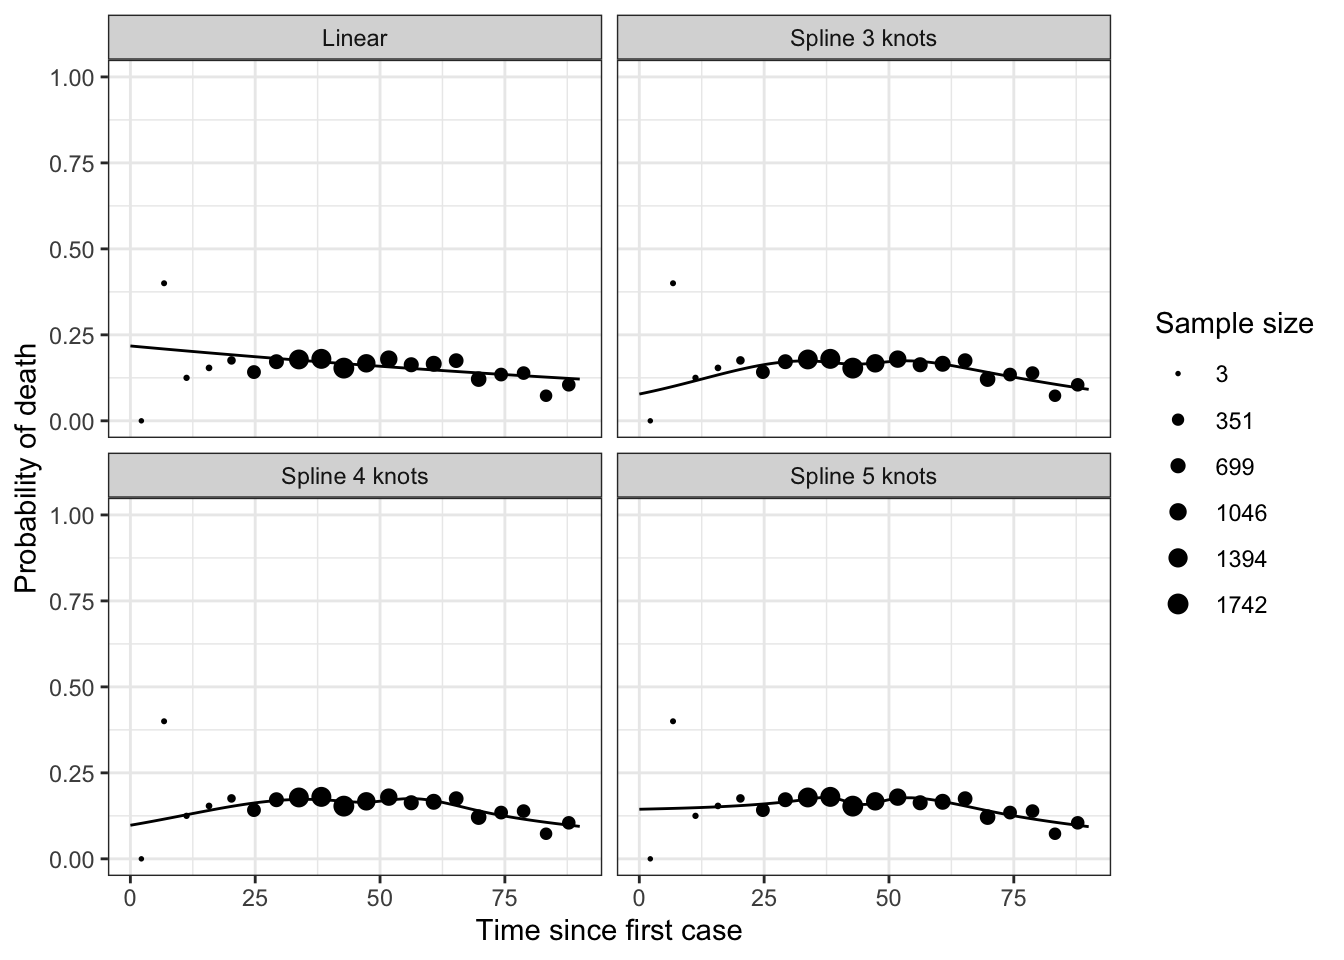 Linear
Spline 3 knots
1.00
0.75
0.50
0.25
0.00
Spline 4 knots
Spline 5 knots
1.00
0.75
0.50
0.25
0.00
0 25 50 75
0 25 50 75
Time since first case
Probability of death
Sample size
3
351
699
1046
1394
1742